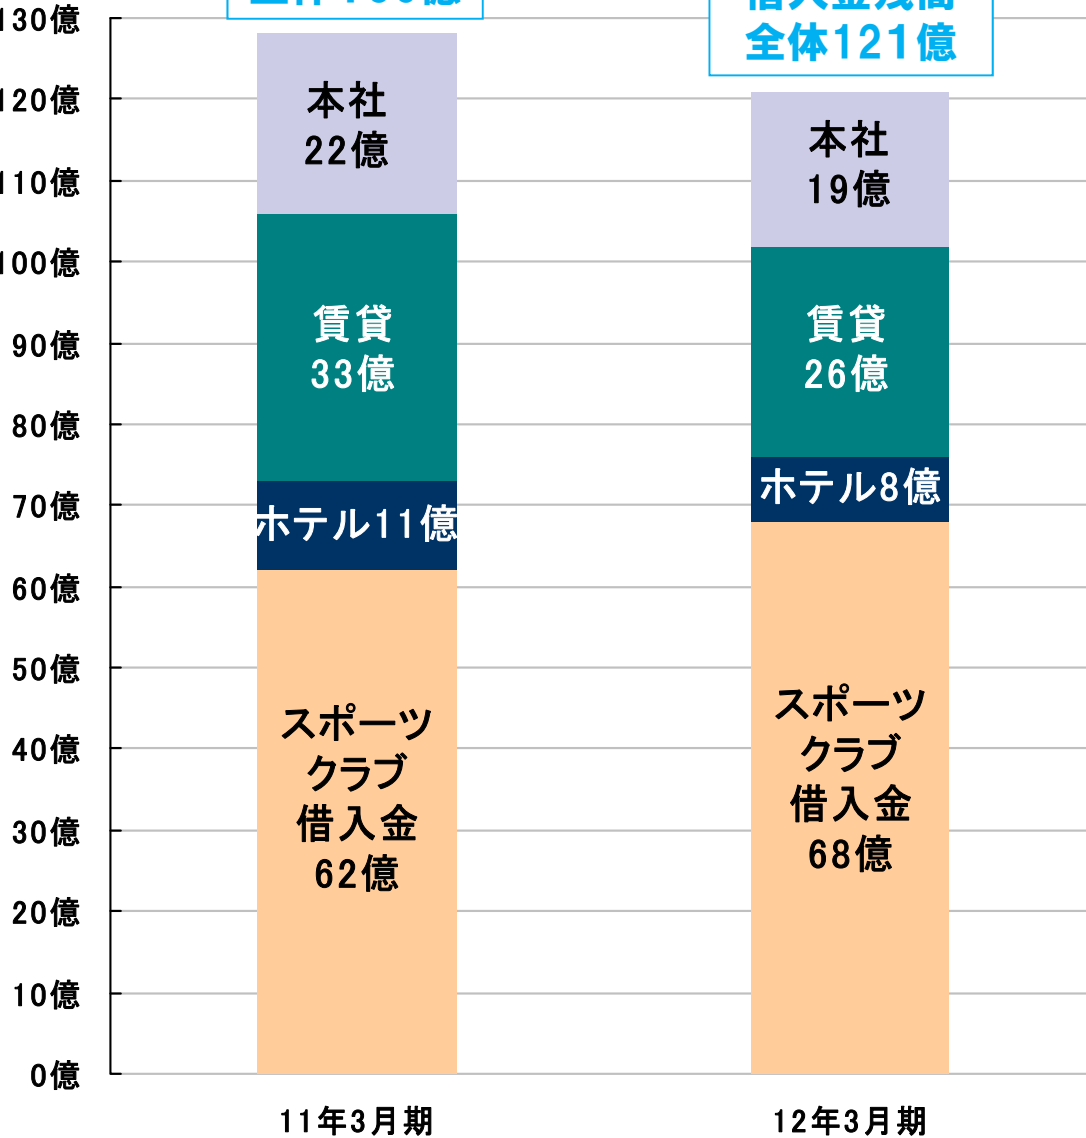 130億
120億
110億
100億
90億
80億
70億
60億
50億
40億
30億
20億
10億
0億
本社
22億
賃貸
33億
ホテル11億
スポーツ
クラブ
借入金
62億
11年3月期
借入金残高
全体121億
本社
19億
賃貸
26億
ホテル8億
スポーツ
クラブ
借入金
68億
12年3月期